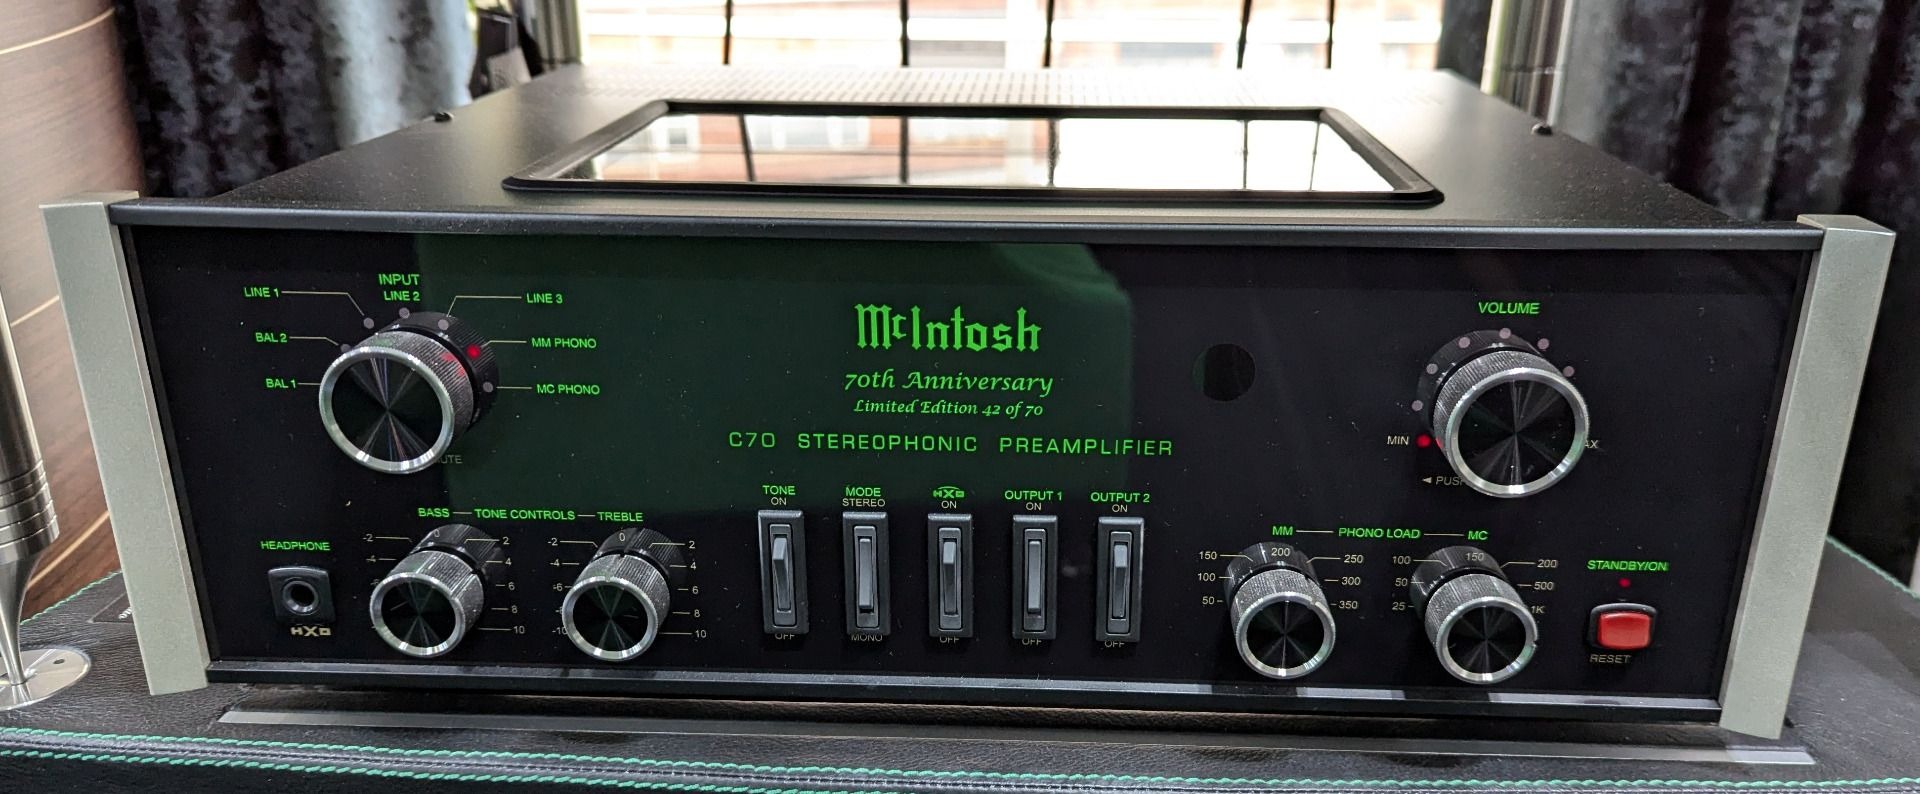 INPUT
LINE 1
LINE 2
LINE 3
BAL 2
MM PHONO
BAL 1
MC PHONO
McIntosh
70th Anniversary
Limited Edition 42 of 70
C70 STEREOPHONIC PREAMPLIFIER
VOLUME
MIN
HEADPHONE
HXD
BASS TONE CONTROLS TREBLE
-2 0 2
-4 4
6
8
10
-2 0 2
-4 4
-6 6
8
-10 10
TONE
ON
OFF
MODE
STEREO
MONO
HXD
ON
OFF
OUTPUT 1
ON
OFF
OUTPUT 2
ON
OFF
MM PHONO LOAD MC
150 200 250
100 300
50 350
100 150 200
50 500
25 1K
STANDBY/ON
RESET